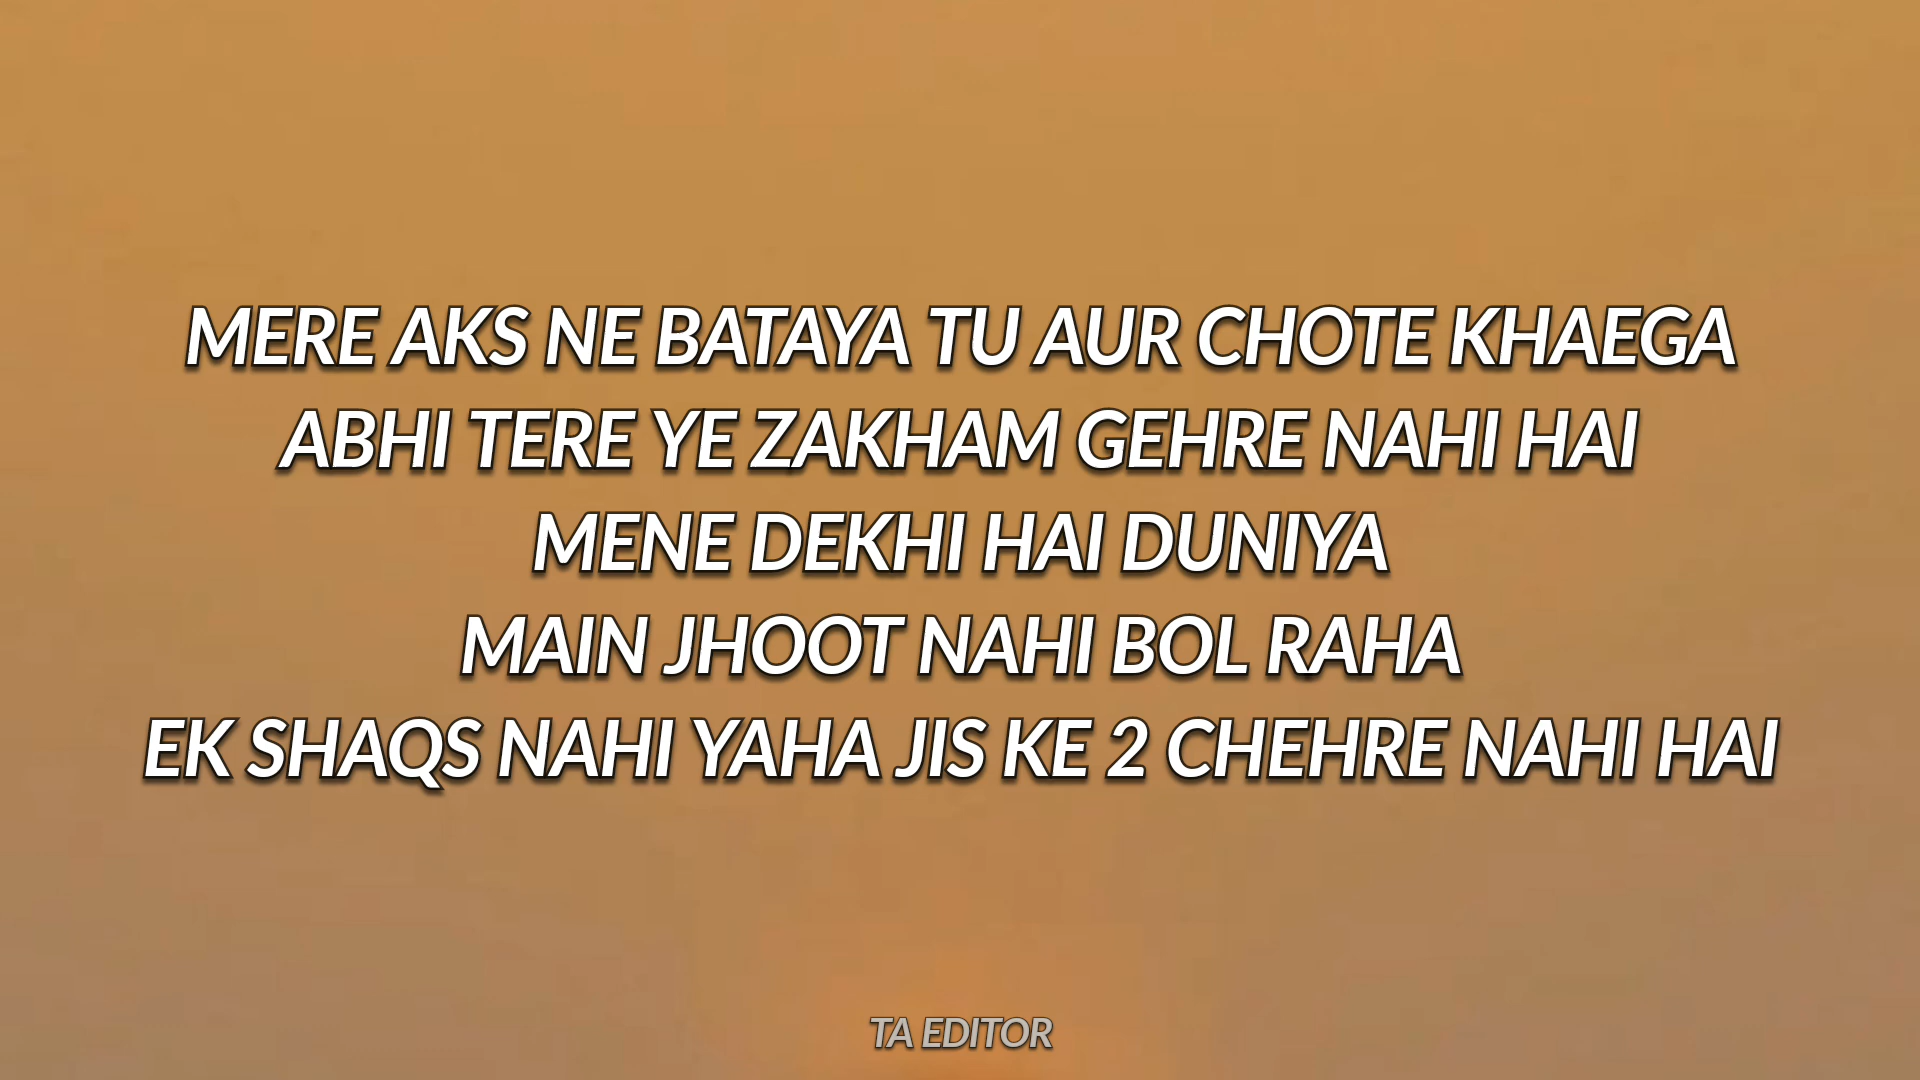 MERE AKS NE BATAYA TU AUR CHOTE KHAEGA
ABHI TERE YE ZAKHAM GEHRE NAHI HAI
MENE DEKHI HAI DUNIYA
MAIN JHOOT NAHI BOL RAHA
EK SHAQS NAHI YAHA JIS KE 2 CHEHRE NAHI HAI
TA EDITOR